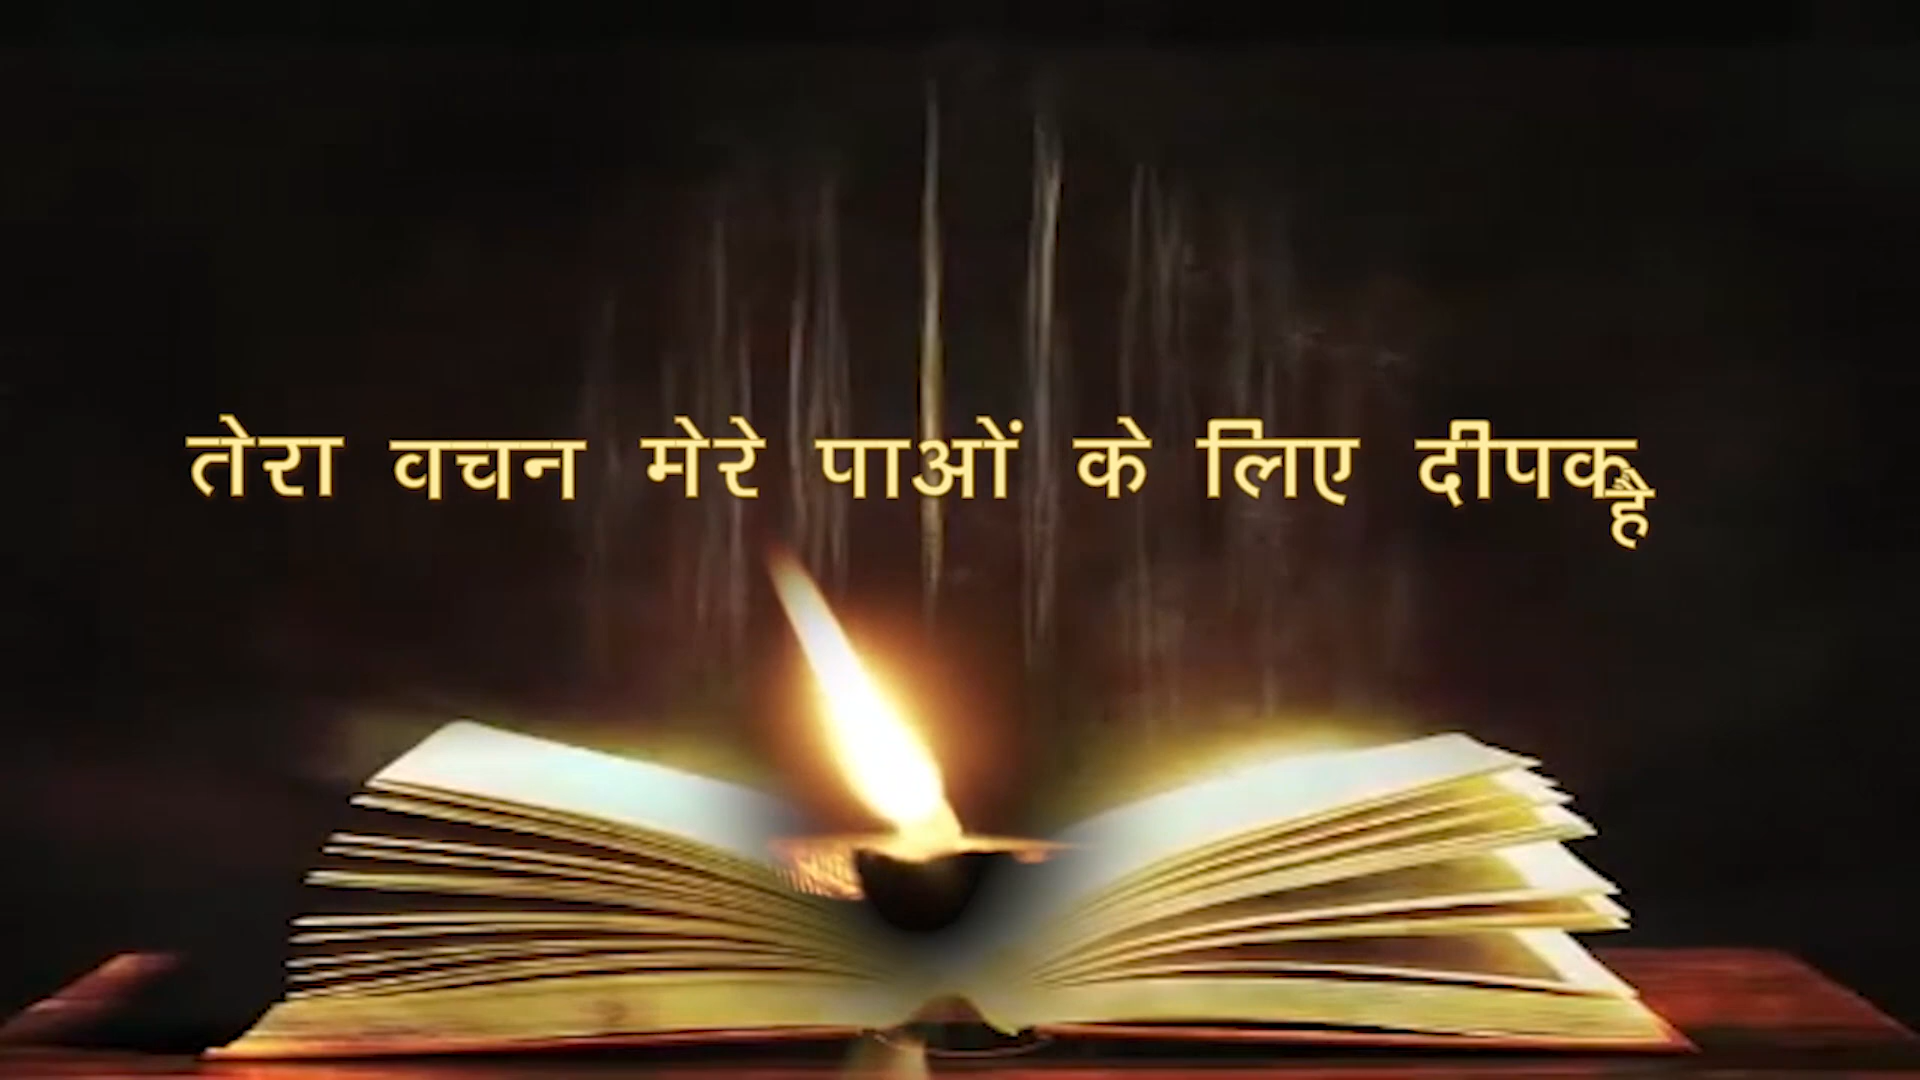 तेरा वचन मेरे पाओं के लिए दीपक है